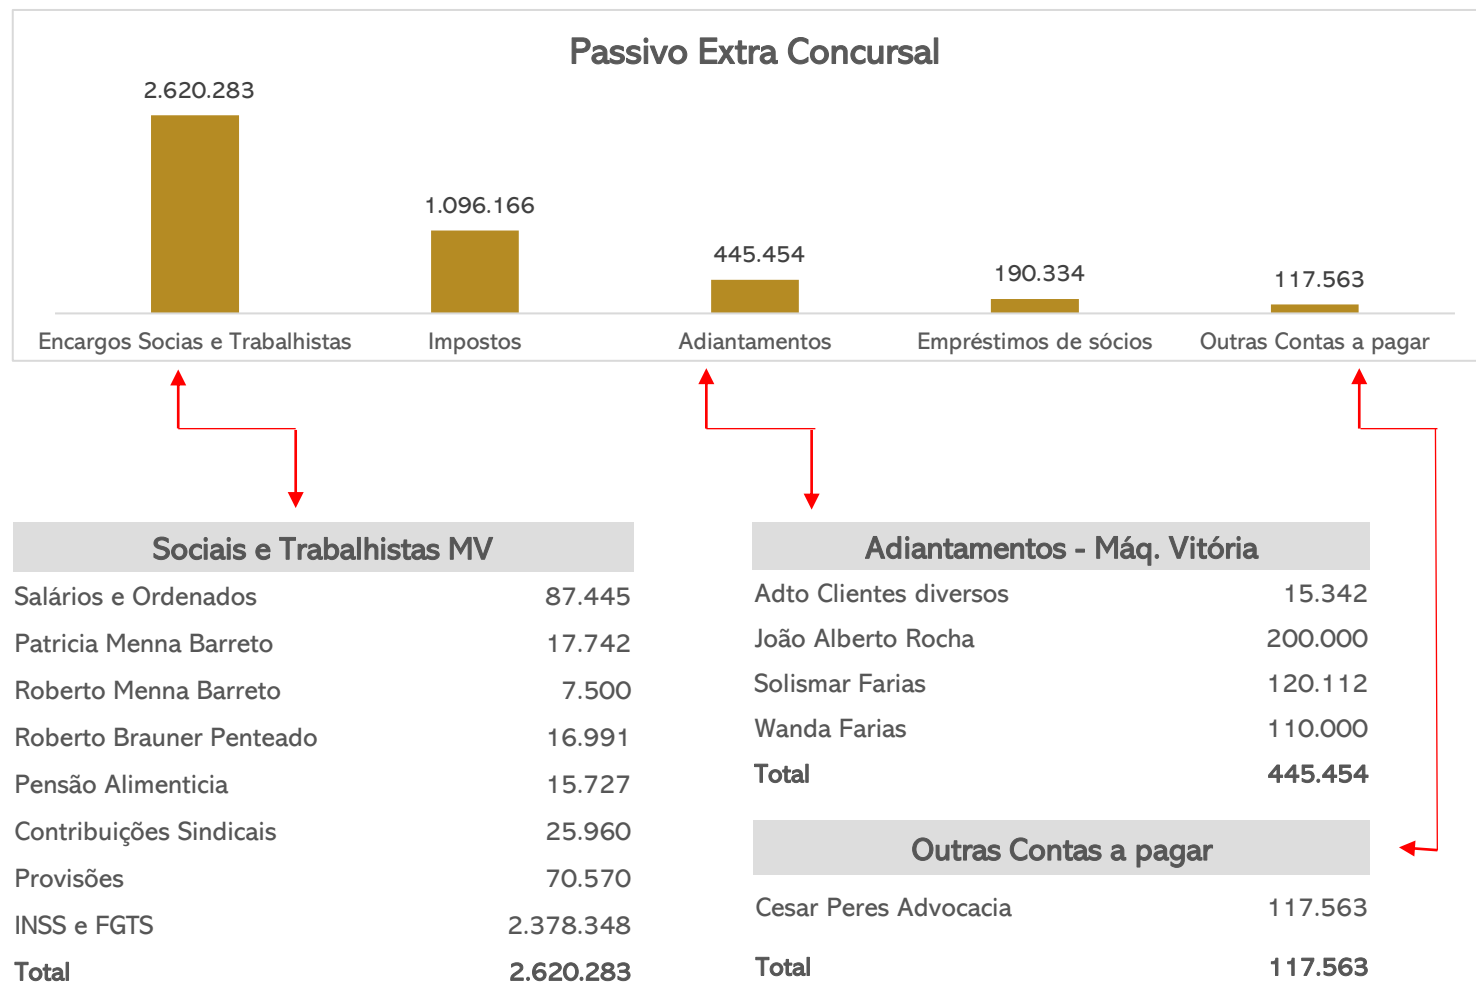 Passivo Extra Concursal
2.620.283
1.096.166
445.454
190.334
117.563
Encargos Socias e Trabalhistas
Impostos
Adiantamentos
Empréstimos de sócios
Outras Contas a pagar
Sociais e Trabalhistas MV
Salários e Ordenados 87.445
Patricia Menna Barreto 17.742
Roberto Menna Barreto 7.500
Roberto Brauner Penteado 16.991
Pensão Alimenticia 15.727
Contribuições Sindicais 25.960
Provisões 70.570
INSS e FGTS 2.378.348
Total 2.620.283
Adiantamentos - Máq. Vitória
Adto Clientes diversos 15.342
João Alberto Rocha 200.000
Solismar Farias 120.112
Wanda Farias 110.000
Total 445.454
Outras Contas a pagar
Cesar Peres Advocacia 117.563
Total 117.563